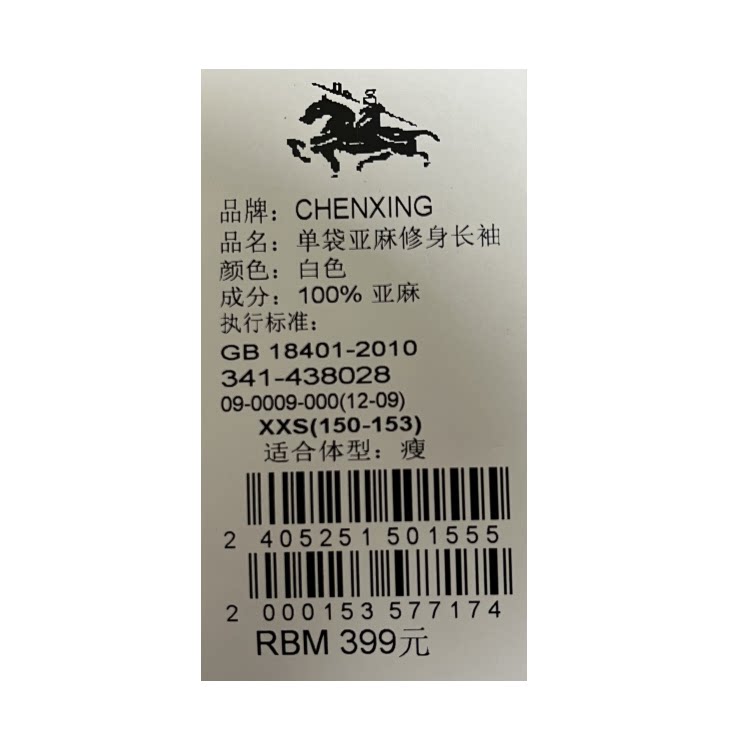 品牌：CHENXING
品名：单袋亚麻修身长袖
颜色：白色
成分：100% 亚麻
执行标准：
GB 18401-2010
341-438028
09-0009-000(12-09)
XXS(150-153)
适合体型：瘦
2 405251 501555
2 000153 577174
RBM 399元